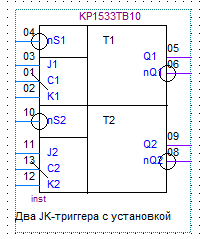 КР1533ТВ10
04 nS1 T1
03 J1 Q1 05
01 C1 nQ1 06
02 K1
10 nS2 T2
11 J2 Q2 09
13 C2 nQ2 08
12 K2
inst
Два JK-триггера с установкой